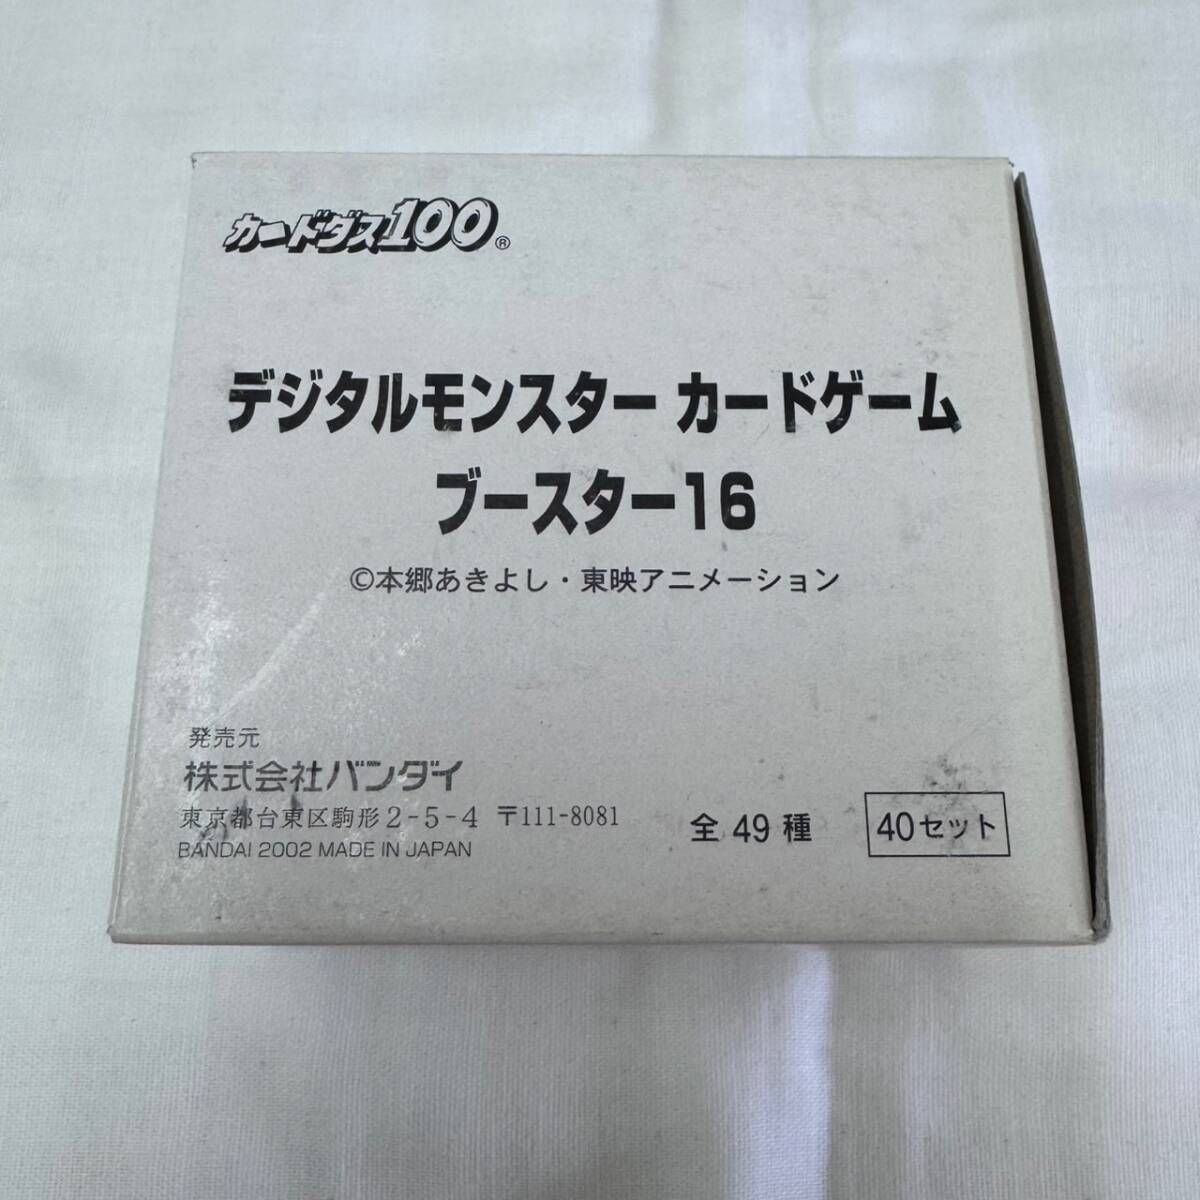 カードダス100®
デジタルモンスター カードゲーム
ブースター16
©本郷あきよし・東映アニメーション
発売元
株式会社バンダイ
東京都台東区駒形2-5-4 〒111-8081
BANDAI 2002 MADE IN JAPAN
全49種
40セット